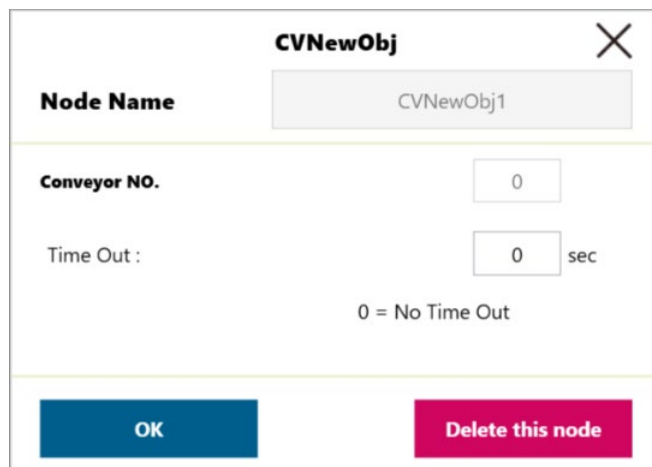 CVNewObj
Node Name CVNewObj1
Conveyor NO. 0
Time Out : 0 sec
0 = No Time Out
OK Delete this node